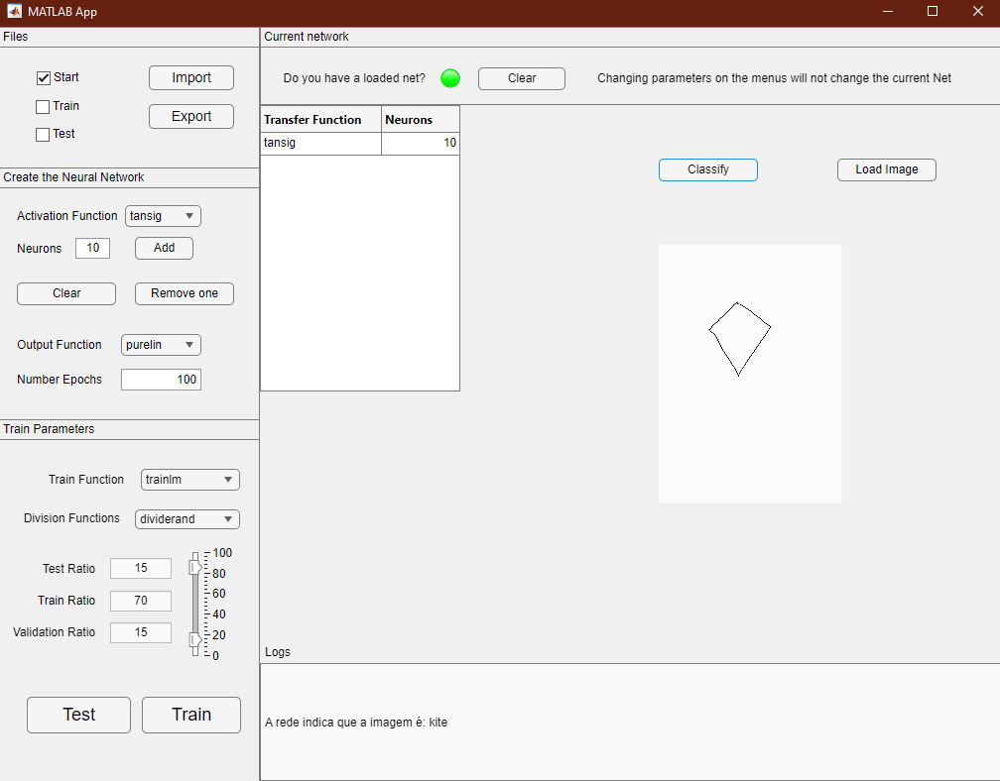 MATLAB App
Files
Start
Import
Train
Export
Test
Create the Neural Network
Activation Function tansig
Neurons 10 Add
Clear Remove one
Output Function purelin
Number Epochs 100
Train Parameters
Train Function trainlm
Division Functions dividerand
Test Ratio 15
Train Ratio 70
Validation Ratio 15
100
80
60
40
20
0
Test Train
Current network
Do you have a loaded net? Clear Changing parameters on the menus will not change the current Net
Transfer Function Neurons
tansig 10
Classify Load Image
Logs
A rede indica que a imagem é: kite